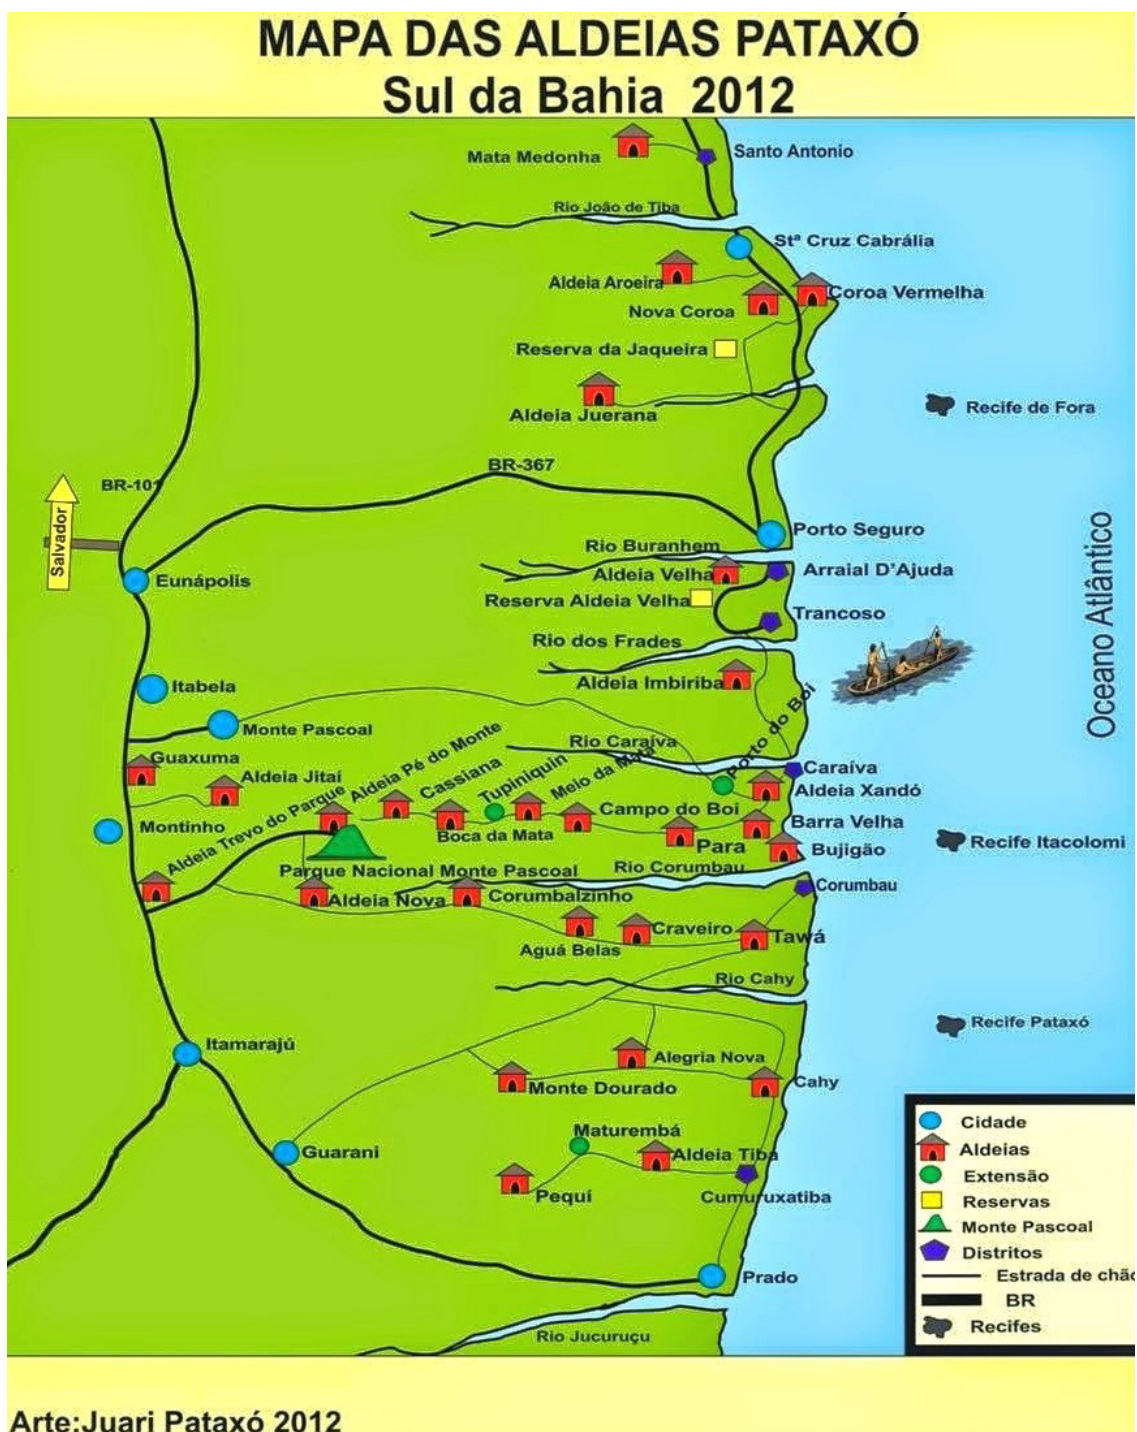 MAPA DAS ALDEIAS PATAXÓ
Sul da Bahia 2012
Mata Medonha
Santo Antonio
Rio João de Tiba
Stª Cruz Cabrália
Aldeia Aroeira
Coroa Vermelha
Nova Coroa
Reserva da Jaqueira
Aldeia Juerana
Recife de Fora
BR-367
BR-101
Salvador
Porto Seguro
Oceano Atlântico
Rio Buranhem
Eunápolis
Aldeia Velha
Arraial D'Ajuda
Reserva Aldeia Velha
Trancoso
Rio dos Frades
Itabela
Aldeia Imbiriba
Monte Pascoal
Rio Caraíva
Porto do Boi
Guaxuma
Aldeia Jitaí
Aldeia Pé do Monte
Cassiana
Tupiniquin
Meio da Mata
Caraíva
Aldeia Xandó
Montinho
Aldeia Trevo do Parque
Boca da Mata
Campo do Boi
Barra Velha
Para
Bujigão
Recife Itacolomi
Parque Nacional Monte Pascoal
Rio Corumbau
Corumbau
Aldeia Nova
Corumbalzinho
Aguá Belas
Craveiro
Tawá
Rio Cahy
Recife Pataxó
Itamarajú
Alegria Nova
Monte Dourado
Cahy
Guarani
Maturembá
Aldeia Tibá
Pequí
Cumuruxatiba
Prado
Rio Jucuruçu
Cidade
Aldeias
Extensão
Reservas
Monte Pascoal
Distritos
Estrada de chão
BR
Recifes
Arte:Juari Pataxó 2012